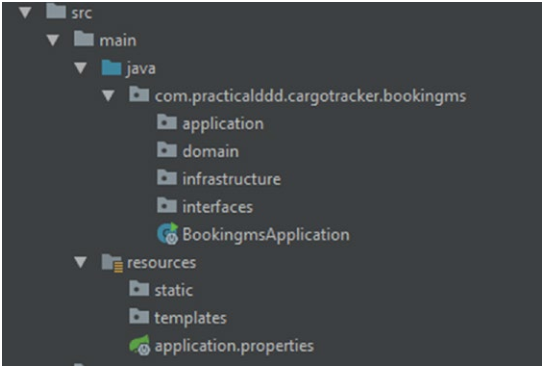 src
main
java
com.practicalddd.cargotracker.bookingms
application
domain
infrastructure
interfaces
BookingmsApplication
resources
static
templates
application.properties